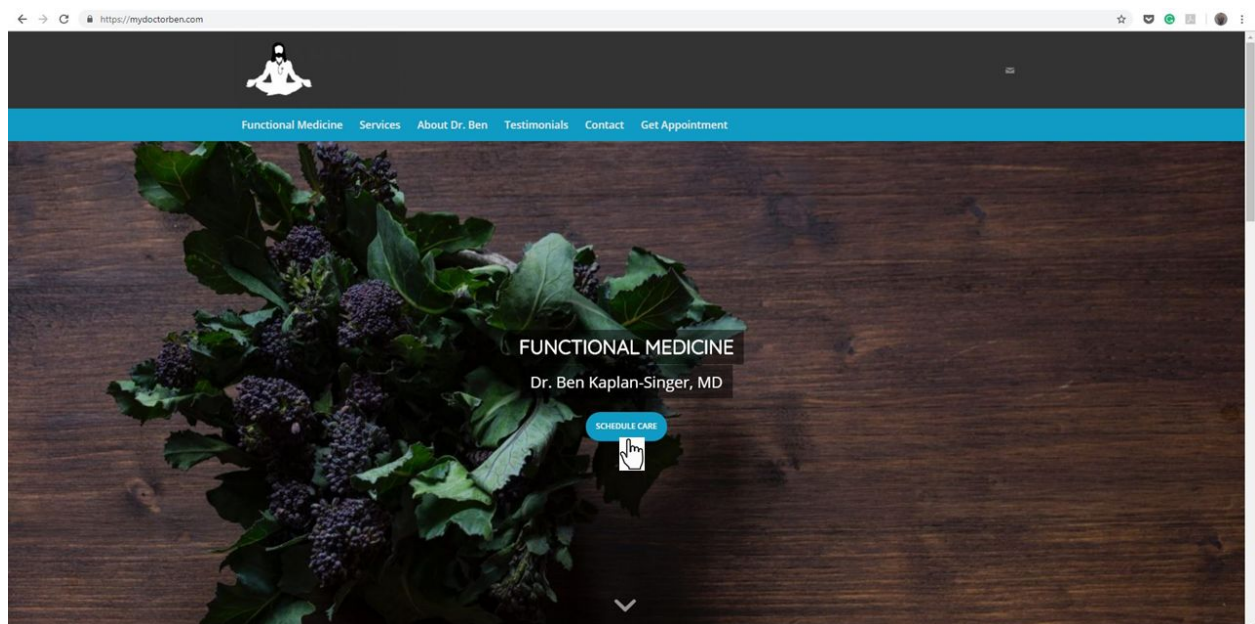 https://mydoctorben.com
Functional Medicine Services About Dr. Ben Testimonials Contact Get Appointment
FUNCTIONAL MEDICINE
Dr. Ben Kaplan-Singer, MD
SCHEDULE CARE